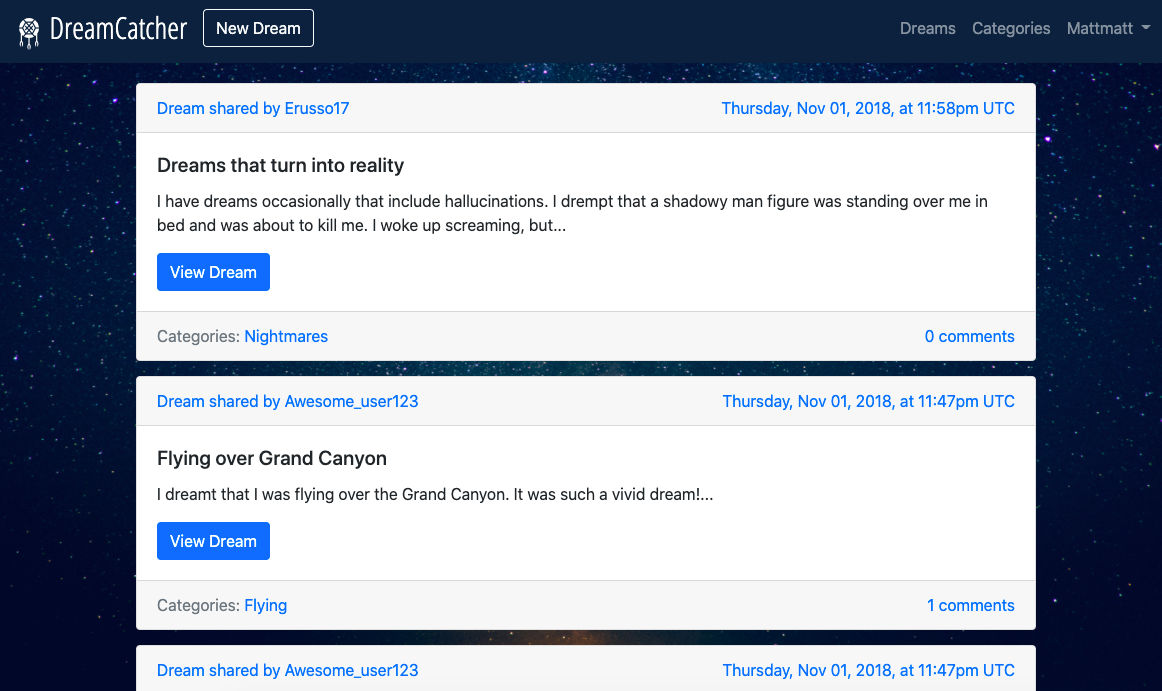 DreamCatcher New Dream Dreams Categories Mattmatt
Dream shared by Erusso17 Thursday, Nov 01, 2018, at 11:58pm UTC
Dreams that turn into reality
I have dreams occasionally that include hallucinations. I drempt that a shadowy man figure was standing over me in
bed and was about to kill me. I woke up screaming, but...
View Dream
Categories: Nightmares 0 comments
Dream shared by Awesome_user123 Thursday, Nov 01, 2018, at 11:47pm UTC
Flying over Grand Canyon
I dreamt that I was flying over the Grand Canyon. It was such a vivid dream!...
View Dream
Categories: Flying 1 comments
Dream shared by Awesome_user123 Thursday, Nov 01, 2018, at 11:47pm UTC